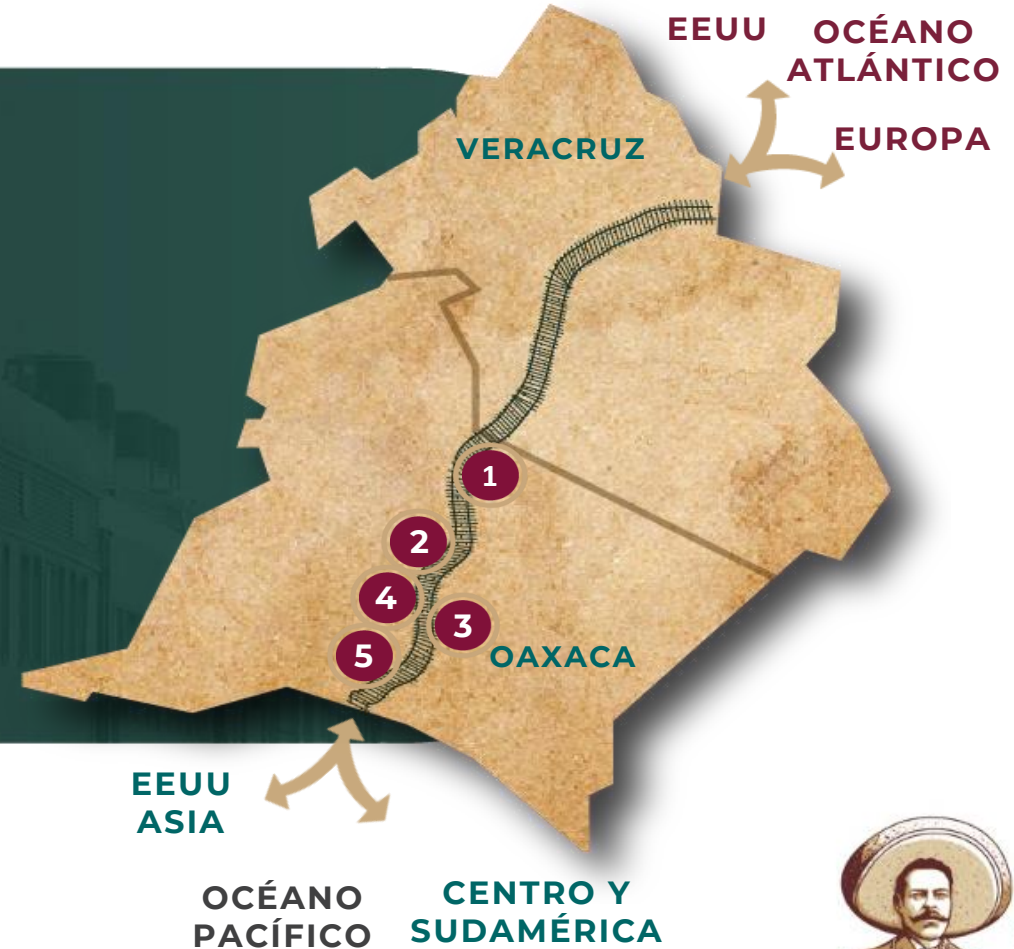 EEUU
OCÉANO
ATLÁNTICO
EUROPA
VERACRUZ
1
2
4
3
5
OAXACA
EEUU
ASIA
OCÉANO
PACÍFICO
CENTRO Y
SUDAMÉRICA